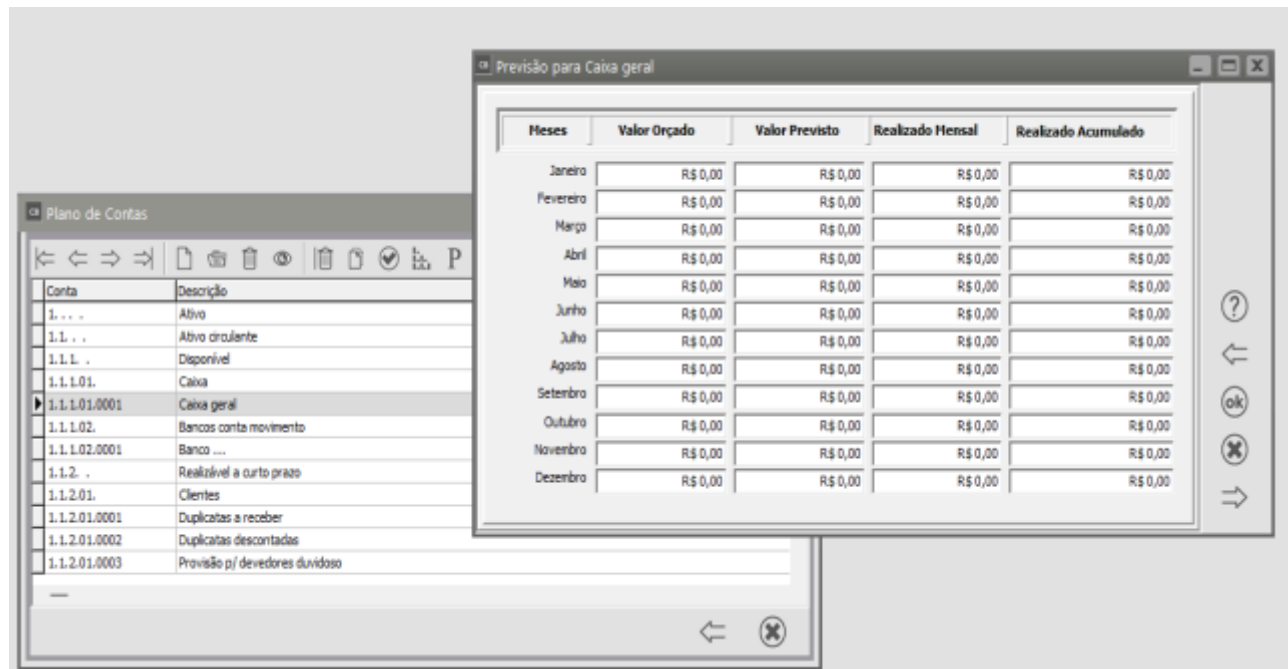 Previsão para Caixa geral
Meses Valor Orçado Valor Previsto Realizado Mensal Realizado Acumulado
Janeiro R$ 0,00 R$ 0,00 R$ 0,00 R$ 0,00
Fevereiro R$ 0,00 R$ 0,00 R$ 0,00 R$ 0,00
Março R$ 0,00 R$ 0,00 R$ 0,00 R$ 0,00
Abril R$ 0,00 R$ 0,00 R$ 0,00 R$ 0,00
Maio R$ 0,00 R$ 0,00 R$ 0,00 R$ 0,00
Junho R$ 0,00 R$ 0,00 R$ 0,00 R$ 0,00
Julho R$ 0,00 R$ 0,00 R$ 0,00 R$ 0,00
Agosto R$ 0,00 R$ 0,00 R$ 0,00 R$ 0,00
Setembro R$ 0,00 R$ 0,00 R$ 0,00 R$ 0,00
Outubro R$ 0,00 R$ 0,00 R$ 0,00 R$ 0,00
Novembro R$ 0,00 R$ 0,00 R$ 0,00 R$ 0,00
Dezembro R$ 0,00 R$ 0,00 R$ 0,00 R$ 0,00
?
ok
Plano de Contas
P
Conta Descrição
1. . . . Ativo
1.1. . . Ativo circulante
1.1.1. . Disponível
1.1.1.01. Caixa
1.1.1.01.0001 Caixa geral
1.1.1.02. Bancos conta movimento
1.1.1.02.0001 Banco ....
1.1.2. . Realizável a curto prazo
1.1.2.01. Clientes
1.1.2.01.0001 Duplicatas a receber
1.1.2.01.0002 Duplicatas descontadas
1.1.2.01.0003 Provisão p/ devedores duvidoso